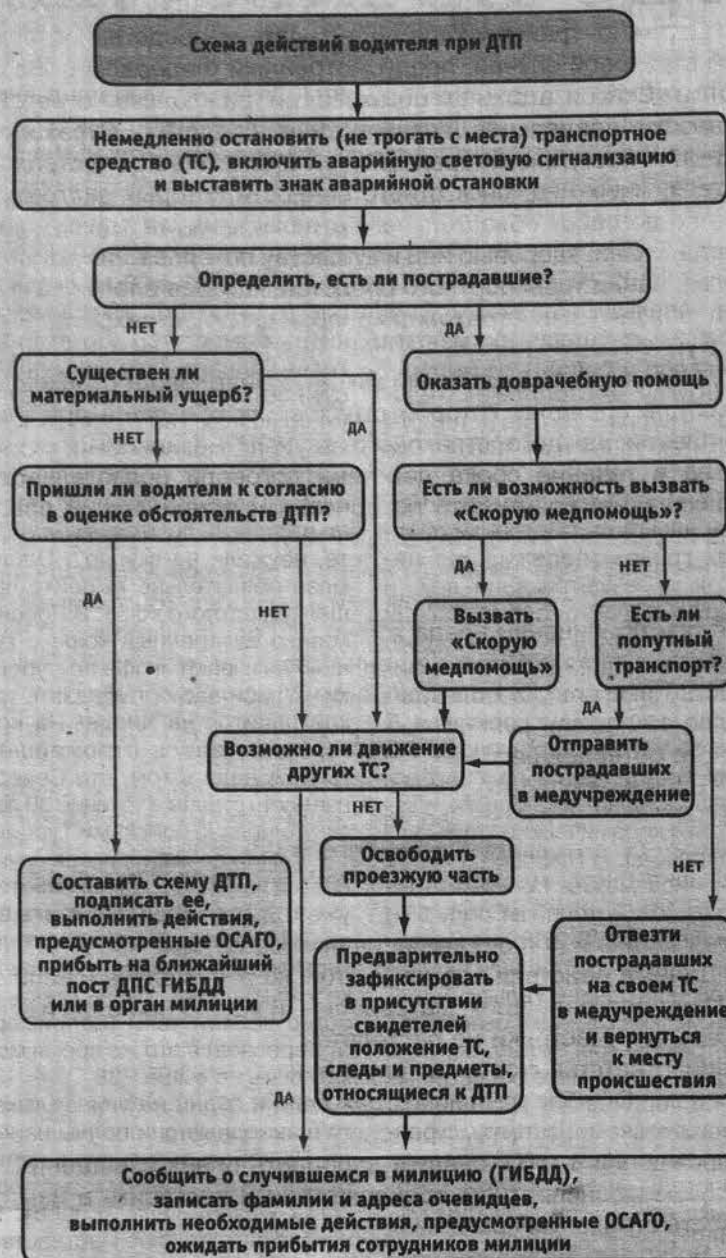 Схема действий водителя при ДТП
Немедленно остановить (не трогать с места) транспортное
средство (ТС), включить аварийную световую сигнализацию
и выставить знак аварийной остановки
Определить, есть ли пострадавшие?
НЕТ
ДА
Существен ли
материальный ущерб?
Оказать доврачебную помощь
НЕТ
ДА
Пришли ли водители к согласию
в оценке обстоятельств ДТП?
Есть ли возможность вызвать
«Скорую медпомощь»?
ДА
НЕТ
ДА
НЕТ
Вызвать
«Скорую
медпомощь»
Есть ли
попутный
транспорт?
ДА
Возможно ли движение
других ТС?
Отправить
пострадавших
в медучреждение
НЕТ
НЕТ
Освободить
проезжую часть
Составить схему ДТП,
подписать ее,
выполнить действия,
предусмотренные ОСАГО,
прибыть на ближайший
пост ДПС ГИБДД
или в орган милиции
Предварительно
зафиксировать
в присутствии
свидетелей
положение ТС,
следы и предметы,
относящиеся к ДТП
Отвезти
пострадавших
на своем ТС
в медучреждение
и вернуться
к месту
происшествия
ДА
Сообщить о случившемся в милицию (ГИБДД),
записать фамилии и адреса очевидцев,
выполнить необходимые действия, предусмотренные ОСАГО,
ожидать прибытия сотрудников милиции